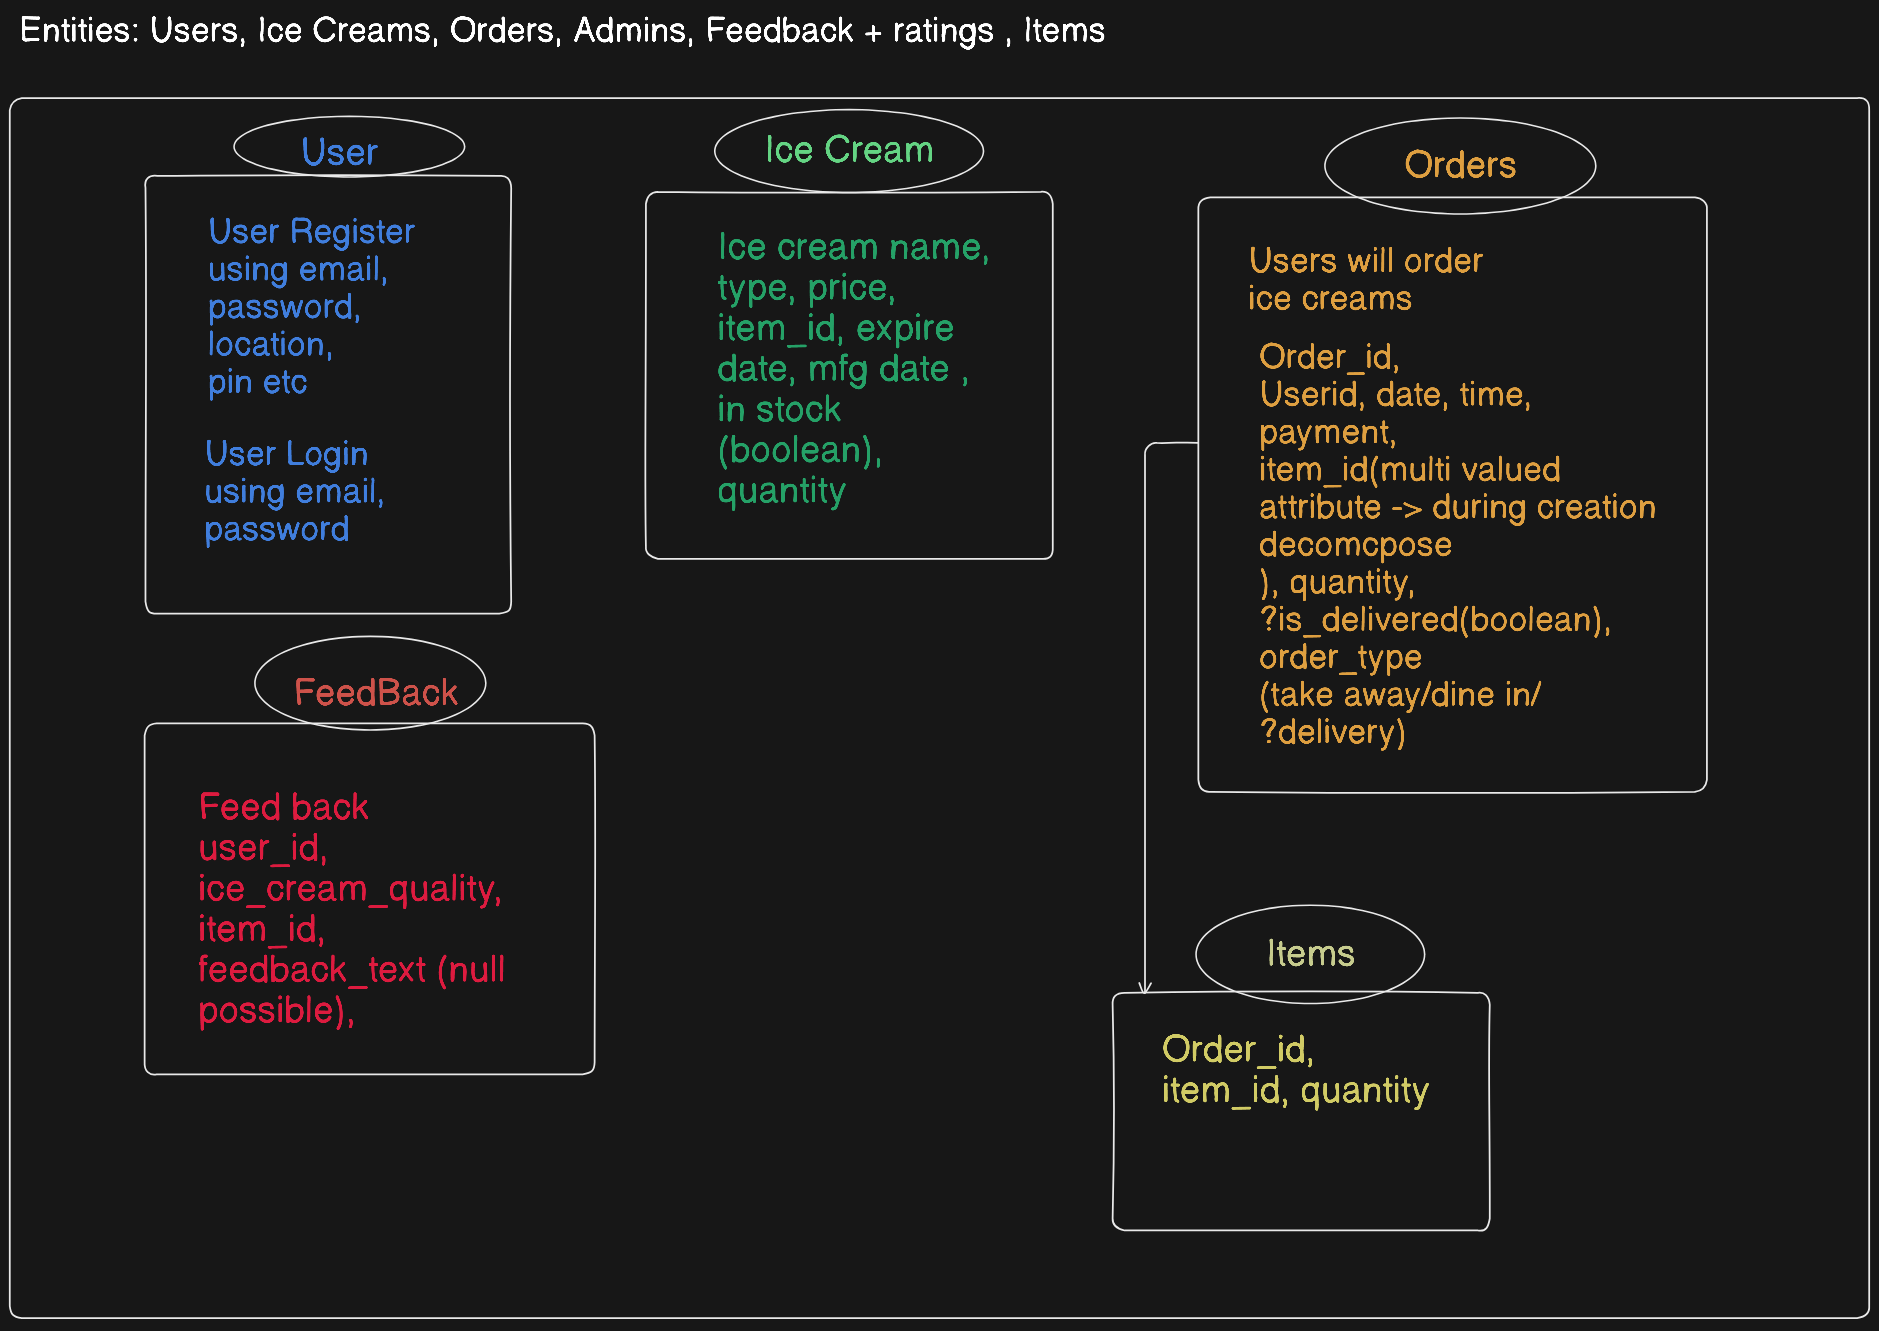 Entities: Users, Ice Creams, Orders, Admins, Feedback + ratings , Items
User
User Register
using email,
password,
location,
pin etc
User Login
using email,
password
Ice Cream
Ice cream name,
type, price,
item_id, expire
date, mfg date ,
in stock
(boolean),
quantity
Orders
Users will order
ice creams
Order_id,
Userid, date, time,
payment,
item_id(multi valued
attribute -> during creation
decomcpose
), quantity,
?is_delivered(boolean),
order_type
(take away/dine in/
?delivery)
FeedBack
Feed back
user_id,
ice_cream_quality,
item_id,
feedback_text (null
possible),
Items
Order_id,
item_id, quantity